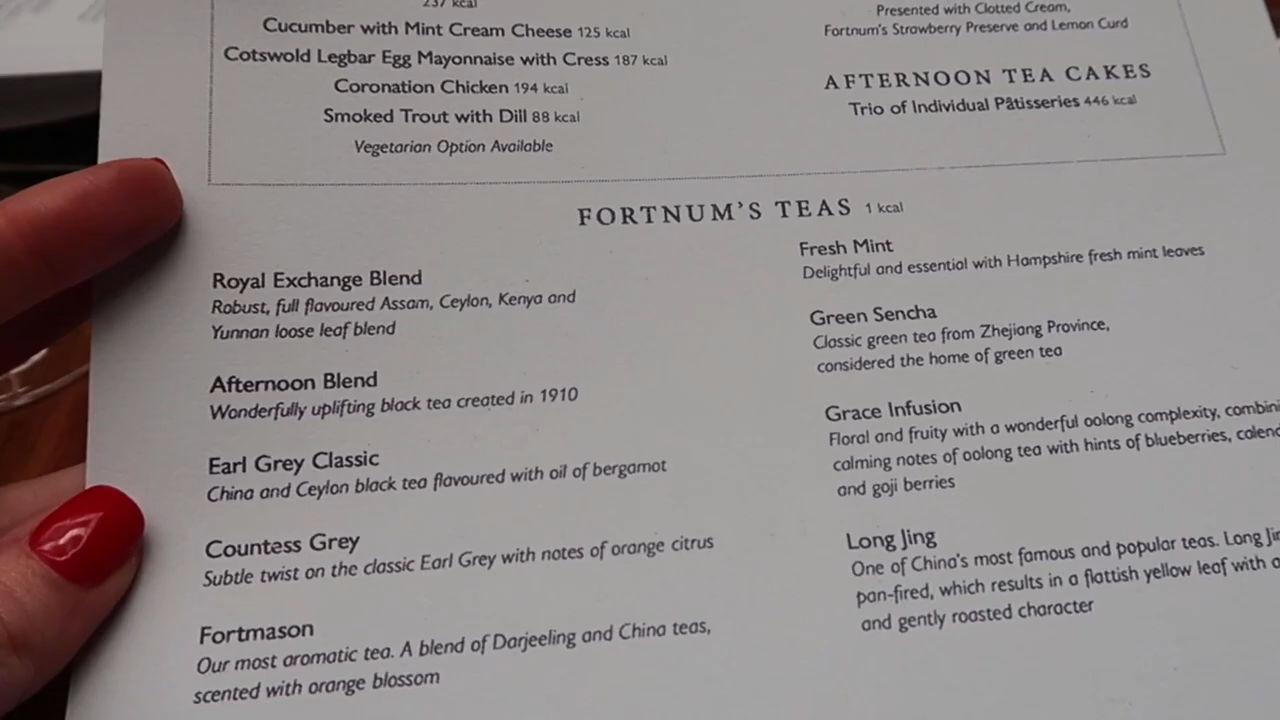 237 kcal
Cucumber with Mint Cream Cheese 125 kcal
Cotswold Legbar Egg Mayonnaise with Cress 187 kcal
Coronation Chicken 194 kcal
Smoked Trout with Dill 88 kcal
Vegetarian Option Available
Presented with Clotted Cream,
Fortnum's Strawberry Preserve and Lemon Curd
AFTERNOON TEA CAKES
Trio of Individual Pâtisseries 446 kcal
FORTNUM'S TEAS 1 kcal
Royal Exchange Blend
Robust, full flavoured Assam, Ceylon, Kenya and
Yunnan loose leaf blend
Afternoon Blend
Wonderfully uplifting black tea created in 1910
Earl Grey Classic
China and Ceylon black tea flavoured with oil of bergamot
Countess Grey
Subtle twist on the classic Earl Grey with notes of orange citrus
Fortmason
Our most aromatic tea. A blend of Darjeeling and China teas,
scented with orange blossom
Fresh Mint
Delightful and essential with Hampshire fresh mint leaves
Green Sencha
Classic green tea from Zhejiang Province,
considered the home of green tea
Grace Infusion
Floral and fruity with a wonderful oolong complexity,
calming notes of oolong tea with hints of blueberries,
and goji berries
Long Jing
One of China's most famous and popular teas. Long
pan-fired, which results in a flattish yellow leaf with
and gently roasted character